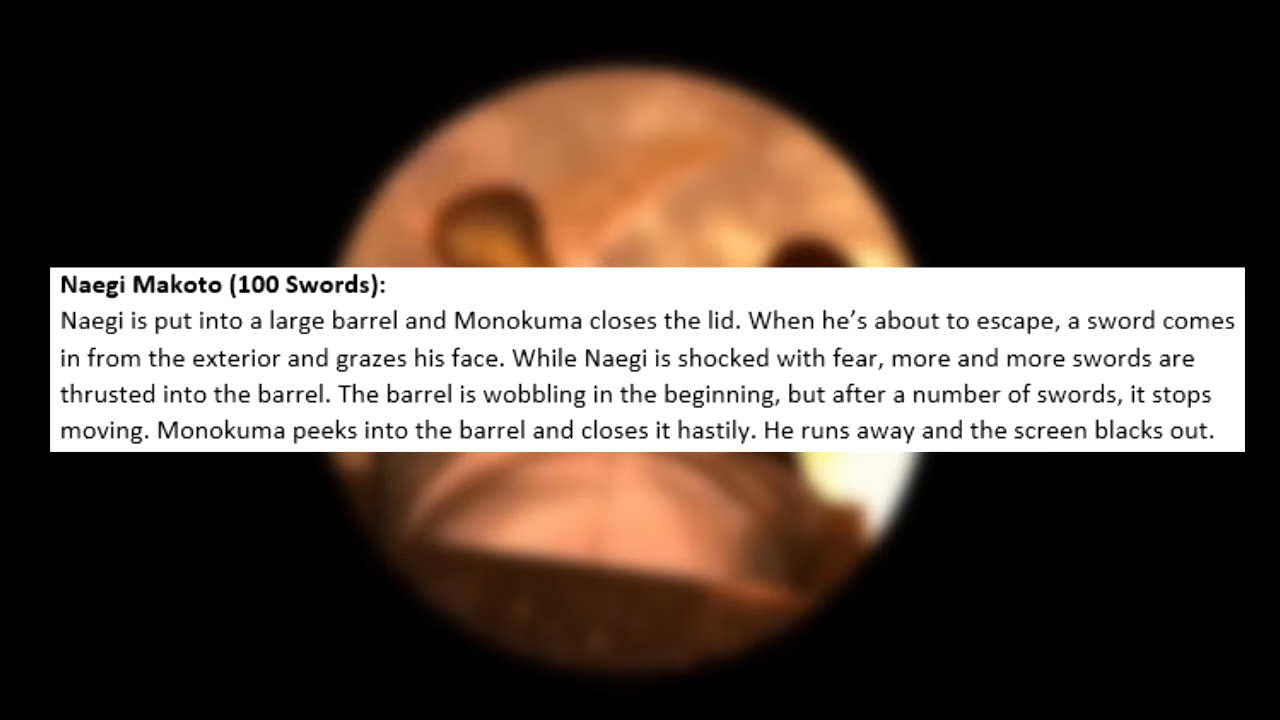 Naegi Makoto (100 Swords):
Naegi is put into a large barrel and Monokuma closes the lid. When he’s about to escape, a sword comes
in from the exterior and grazes his face. While Naegi is shocked with fear, more and more swords are
thrusted into the barrel. The barrel is wobbling in the beginning, but after a number of swords, it stops
moving. Monokuma peeks into the barrel and closes it hastily. He runs away and the screen blacks out.